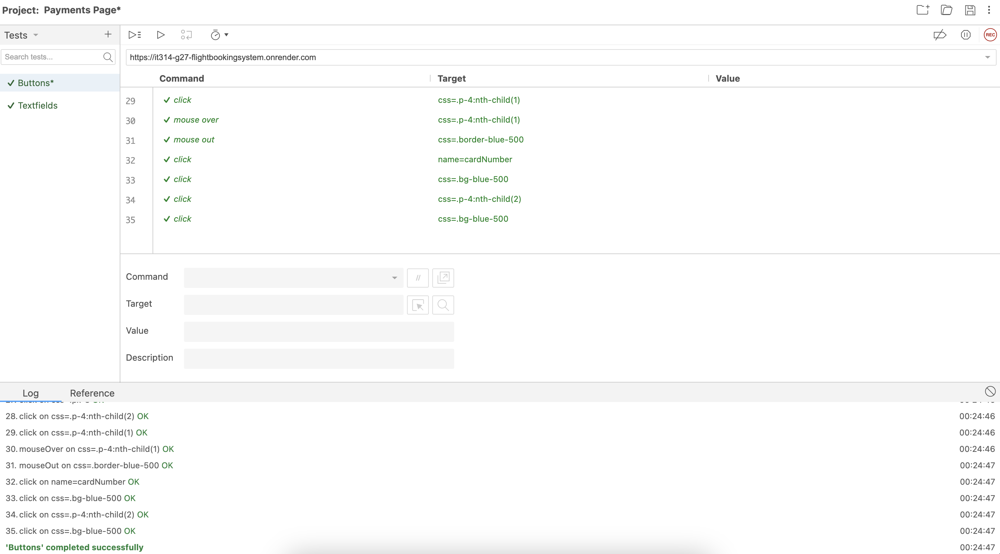 Project: Payments Page*
Tests
Search tests...
Buttons*
Textfields
REC
https://it314-g27-flightbookingsystem.onrender.com
Command Target Value
29 click css=.p-4:nth-child(1)
30 mouse over css=.p-4:nth-child(1)
31 mouse out css=.border-blue-500
32 click name=cardNumber
33 click css=.bg-blue-500
34 click css=.p-4:nth-child(2)
35 click css=.bg-blue-500
Command //
Target
Value
Description
Log Reference
28. click on css=.p-4:nth-child(2) OK 00:24:46
29. click on css=.p-4:nth-child(1) OK 00:24:46
30. mouseOver on css=.p-4:nth-child(1) OK 00:24:46
31. mouseOut on css=.border-blue-500 OK 00:24:47
32. click on name=cardNumber OK 00:24:47
33. click on css=.bg-blue-500 OK 00:24:47
34. click on css=.p-4:nth-child(2) OK 00:24:47
35. click on css=.bg-blue-500 OK 00:24:47
'Buttons' completed successfully 00:24:47